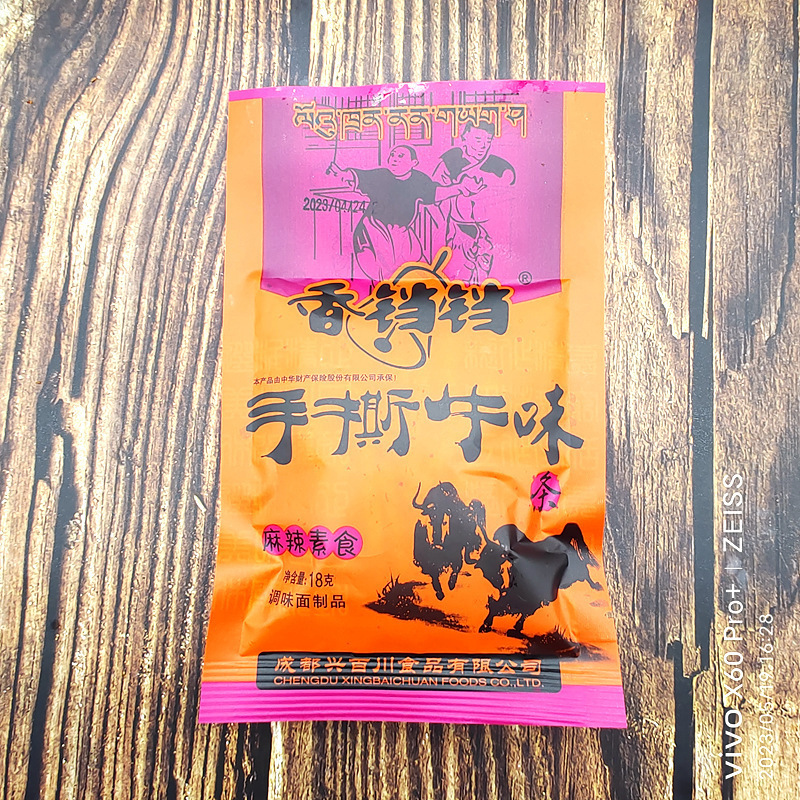 2023/04/24
香铛铛®
本产品由中华财产保险股份有限公司承保!
手撕牛味
条
麻辣素食
净含量:18克
调味面制品
成都兴百川食品有限公司
CHENGDU XINGBAICHUAN FOODS CO.,LTD.
vivo X60 Pro+ | ZEISS